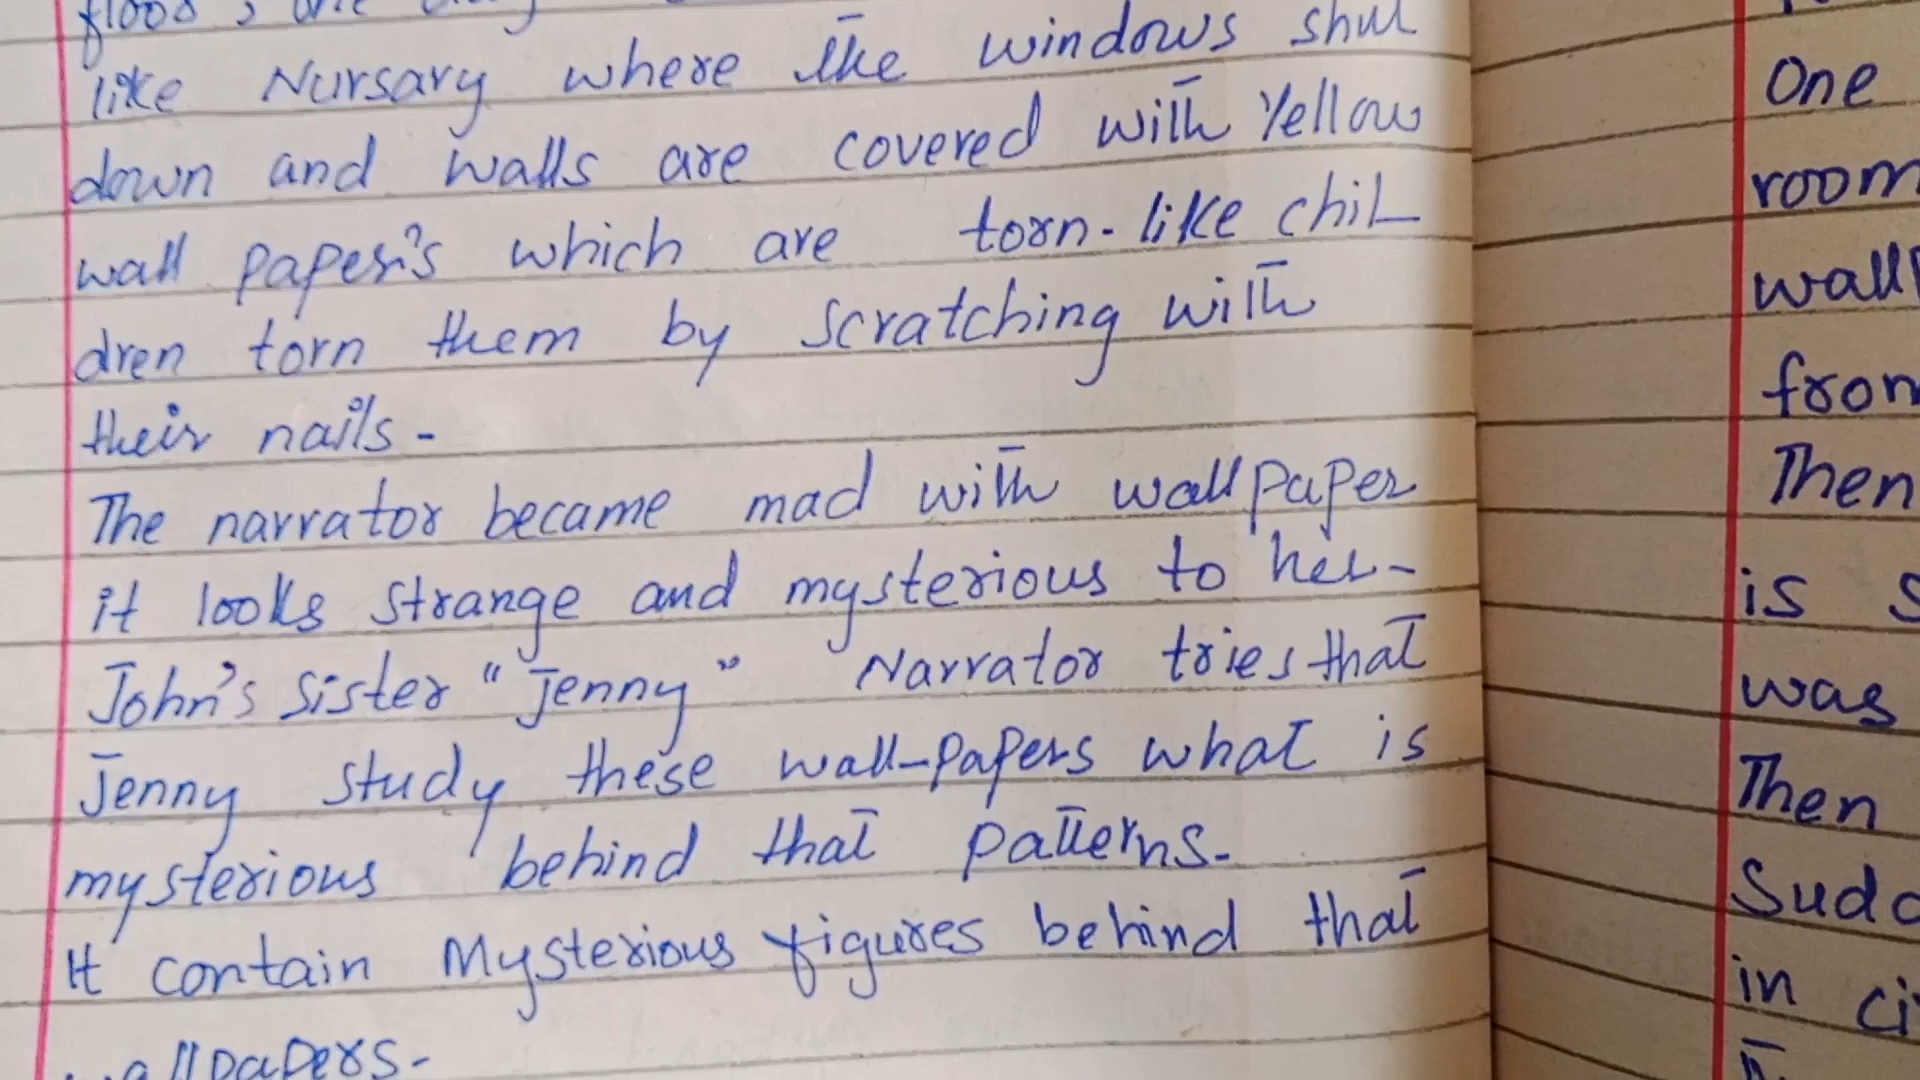 like Nursary where the windows shut
down and walls are covered with Yellow
wall paper's which are torn-like chil
dren torn them by scratching with
their nails-
The narrator became mad with wallpaper
it looks strange and mysterious to her-
John's sister "Jenny" Narrator tries that
Jenny study these wall-papers what is
mysterious behind that patterns-
It contain Mysterious figures behind that
wallpapers-
One
room
wall
from
Then
is
was
Then
in